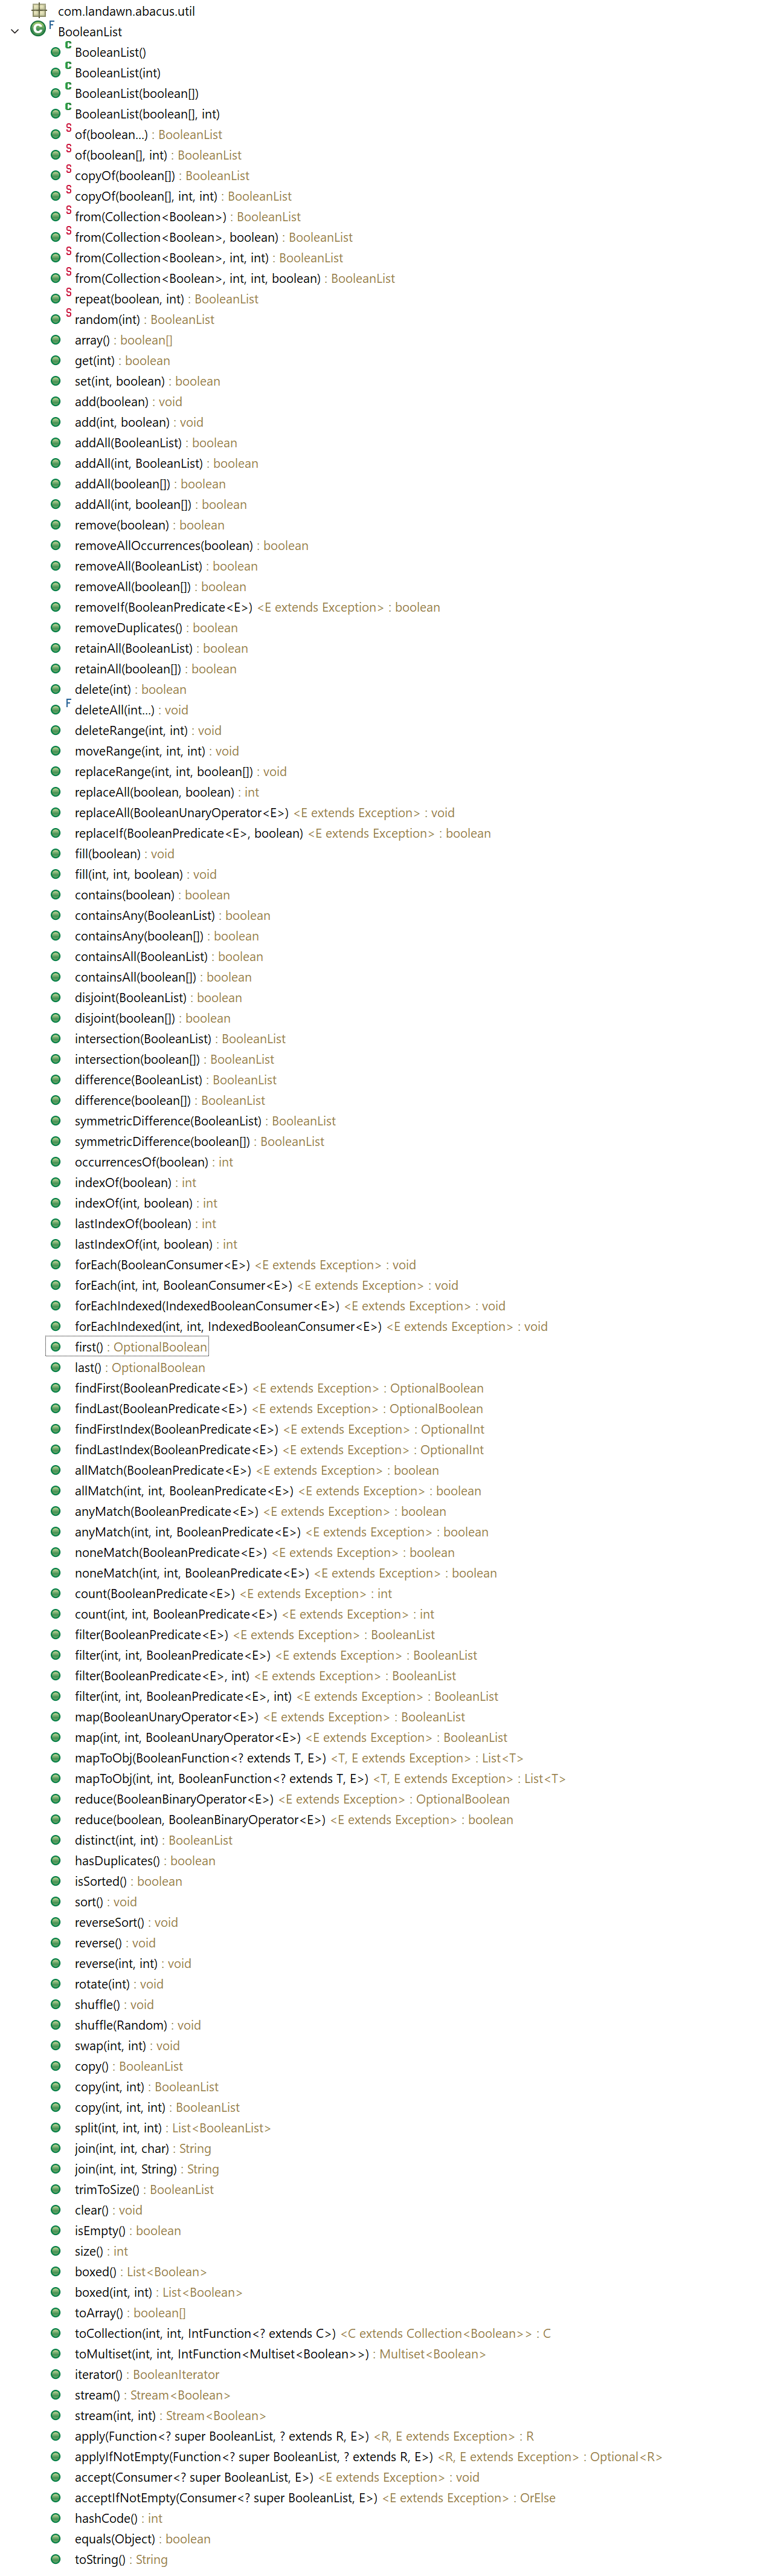 com.landawn.abacus.util
BooleanList
BooleanList()
BooleanList(int)
BooleanList(boolean[])
BooleanList(boolean[], int)
of(boolean...) : BooleanList
of(boolean[], int) : BooleanList
copyOf(boolean[]) : BooleanList
copyOf(boolean[], int, int) : BooleanList
from(Collection<Boolean>) : BooleanList
from(Collection<Boolean>, boolean) : BooleanList
from(Collection<Boolean>, int, int) : BooleanList
from(Collection<Boolean>, int, int, boolean) : BooleanList
repeat(boolean, int) : BooleanList
random(int) : BooleanList
array() : boolean[]
get(int) : boolean
set(int, boolean) : boolean
add(boolean) : void
add(int, boolean) : void
addAll(BooleanList) : boolean
addAll(int, BooleanList) : boolean
addAll(boolean[]) : boolean
addAll(int, boolean[]) : boolean
remove(boolean) : boolean
removeAllOccurrences(boolean) : boolean
removeAll(BooleanList) : boolean
removeAll(boolean[]) : boolean
removeIf(BooleanPredicate<E>) <E extends Exception> : boolean
removeDuplicates() : boolean
retainAll(BooleanList) : boolean
retainAll(boolean[]) : boolean
delete(int) : boolean
deleteAll(int...) : void
deleteRange(int, int) : void
moveRange(int, int, int) : void
replaceRange(int, int, boolean[]) : void
replaceAll(boolean, boolean) : int
replaceAll(BooleanUnaryOperator<E>) <E extends Exception> : void
replaceIf(BooleanPredicate<E>, boolean) <E extends Exception> : boolean
fill(boolean) : void
fill(int, int, boolean) : void
contains(boolean) : boolean
containsAny(BooleanList) : boolean
containsAny(boolean[]) : boolean
containsAll(BooleanList) : boolean
containsAll(boolean[]) : boolean
disjoint(BooleanList) : boolean
disjoint(boolean[]) : boolean
intersection(BooleanList) : BooleanList
intersection(boolean[]) : BooleanList
difference(BooleanList) : BooleanList
difference(boolean[]) : BooleanList
symmetricDifference(BooleanList) : BooleanList
symmetricDifference(boolean[]) : BooleanList
occurrencesOf(boolean) : int
indexOf(boolean) : int
indexOf(int, boolean) : int
lastIndexOf(boolean) : int
lastIndexOf(int, boolean) : int
forEach(BooleanConsumer<E>) <E extends Exception> : void
forEach(int, int, BooleanConsumer<E>) <E extends Exception> : void
forEachIndexed(IndexedBooleanConsumer<E>) <E extends Exception> : void
forEachIndexed(int, int, IndexedBooleanConsumer<E>) <E extends Exception> : void
first() : OptionalBoolean
last() : OptionalBoolean
findFirst(BooleanPredicate<E>) <E extends Exception> : OptionalBoolean
findLast(BooleanPredicate<E>) <E extends Exception> : OptionalBoolean
findFirstIndex(BooleanPredicate<E>) <E extends Exception> : OptionalInt
findLastIndex(BooleanPredicate<E>) <E extends Exception> : OptionalInt
allMatch(BooleanPredicate<E>) <E extends Exception> : boolean
allMatch(int, int, BooleanPredicate<E>) <E extends Exception> : boolean
anyMatch(BooleanPredicate<E>) <E extends Exception> : boolean
anyMatch(int, int, BooleanPredicate<E>) <E extends Exception> : boolean
noneMatch(BooleanPredicate<E>) <E extends Exception> : boolean
noneMatch(int, int, BooleanPredicate<E>) <E extends Exception> : boolean
count(BooleanPredicate<E>) <E extends Exception> : int
count(int, int, BooleanPredicate<E>) <E extends Exception> : int
filter(BooleanPredicate<E>) <E extends Exception> : BooleanList
filter(int, int, BooleanPredicate<E>) <E extends Exception> : BooleanList
filter(BooleanPredicate<E>, int) <E extends Exception> : BooleanList
filter(int, int, BooleanPredicate<E>, int) <E extends Exception> : BooleanList
map(BooleanUnaryOperator<E>) <E extends Exception> : BooleanList
map(int, int, BooleanUnaryOperator<E>) <E extends Exception> : BooleanList
mapToObj(BooleanFunction<? extends T, E>) <T, E extends Exception> : List<T>
mapToObj(int, int, BooleanFunction<? extends T, E>) <T, E extends Exception> : List<T>
reduce(BooleanBinaryOperator<E>) <E extends Exception> : OptionalBoolean
reduce(boolean, BooleanBinaryOperator<E>) <E extends Exception> : boolean
distinct(int, int) : BooleanList
hasDuplicates() : boolean
isSorted() : boolean
sort() : void
reverseSort() : void
reverse() : void
reverse(int, int) : void
rotate(int) : void
shuffle() : void
shuffle(Random) : void
swap(int, int) : void
copy() : BooleanList
copy(int, int) : BooleanList
copy(int, int, int) : BooleanList
split(int, int, int) : List<BooleanList>
join(int, int, char) : String
join(int, int, String) : String
trimToSize() : BooleanList
clear() : void
isEmpty() : boolean
size() : int
boxed() : List<Boolean>
boxed(int, int) : List<Boolean>
toArray() : boolean[]
toCollection(int, int, IntFunction<? extends C>) <C extends Collection<Boolean>> : C
toMultiset(int, int, IntFunction<Multiset<Boolean>>) : Multiset<Boolean>
iterator() : BooleanIterator
stream() : Stream<Boolean>
stream(int, int) : Stream<Boolean>
apply(Function<? super BooleanList, ? extends R, E>) <R, E extends Exception> : R
applyIfNotEmpty(Function<? super BooleanList, ? extends R, E>) <R, E extends Exception> : Optional<R>
accept(Consumer<? super BooleanList, E>) <E extends Exception> : void
acceptIfNotEmpty(Consumer<? super BooleanList, E>) <E extends Exception> : OrElse
hashCode() : int
equals(Object) : boolean
toString() : String